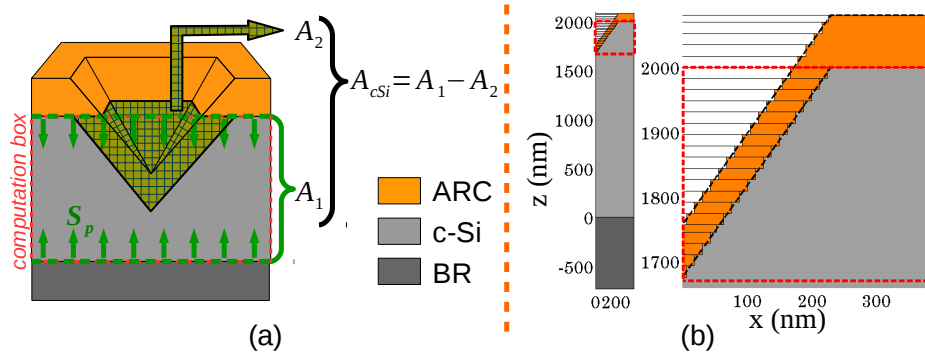 A2
AcSi = A1 − A2
computation box
A1
Sp
ARC
c-Si
BR
(a)
z (nm)
2000
1500
1000
500
0
-500
0200
2000
1900
1800
1700
100 200 300
x (nm)
(b)